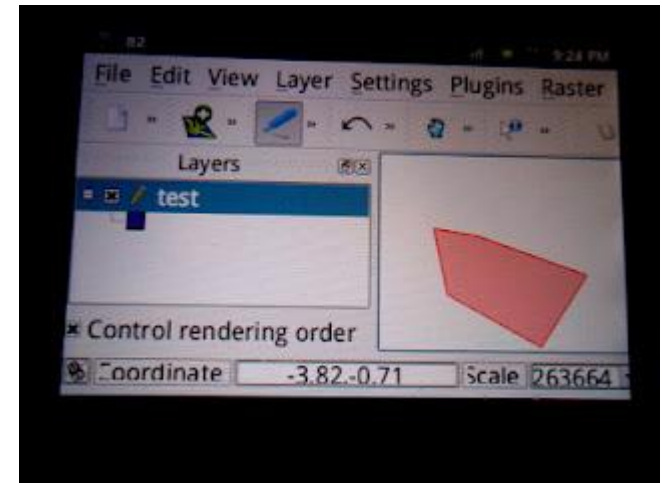 82 9:24 PM
File Edit View Layer Settings Plugins Raster
» » » » » »
Layers
test
Control rendering order
Coordinate -3.82,-0.71 Scale 263664